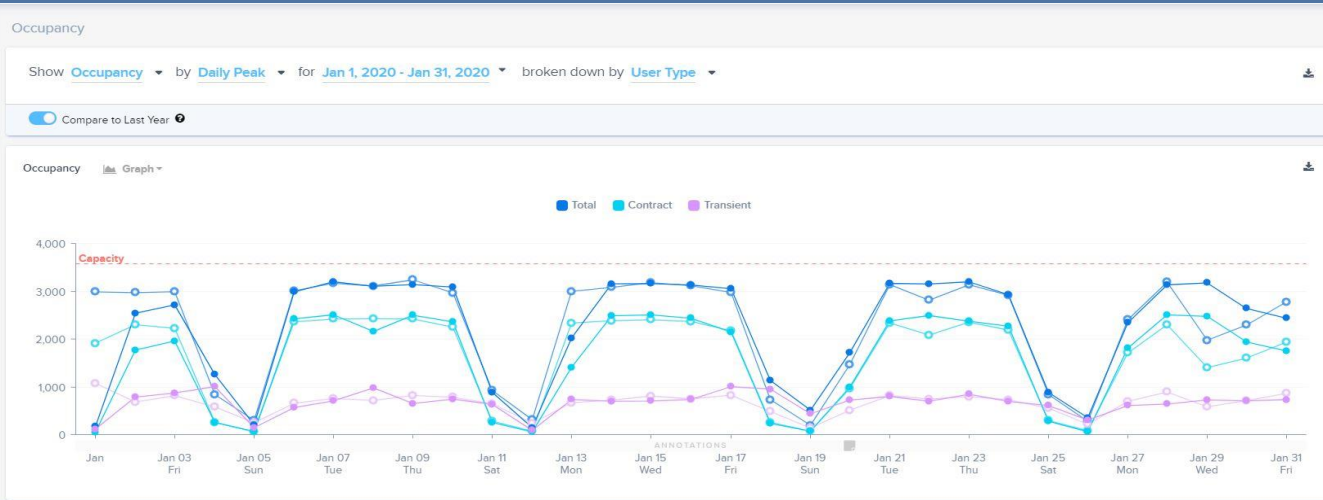 Occupancy
Show Occupancy by Daily Peak for Jan 1, 2020 - Jan 31, 2020 broken down by User Type
Compare to Last Year ?
Occupancy Graph
Total Contract Transient
4,000
Capacity
3,000
2,000
1,000
0
ANNOTATIONS
Jan Jan 03 Jan 05 Jan 07 Jan 09 Jan 11 Jan 13 Jan 15 Jan 17 Jan 19 Jan 21 Jan 23 Jan 25 Jan 27 Jan 29 Jan 31
Fri Sun Tue Thu Sat Mon Wed Fri Sun Tue Thu Sat Mon Wed Fri